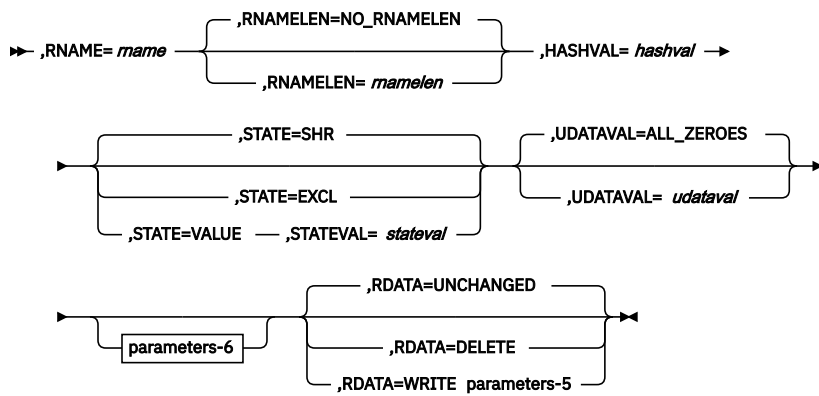 ,RNAMELEN=NO_RNAMELEN
,RNAME= rname ,HASHVAL= hashval
,RNAMELEN= rnamelen
,STATE=SHR ,UDATAVAL=ALL_ZEROES
,STATE=EXCL ,UDATAVAL= udataval
,STATE=VALUE ,STATEVAL= stateval
,RDATA=UNCHANGED
parameters-6 ,RDATA=DELETE
,RDATA=WRITE parameters-5